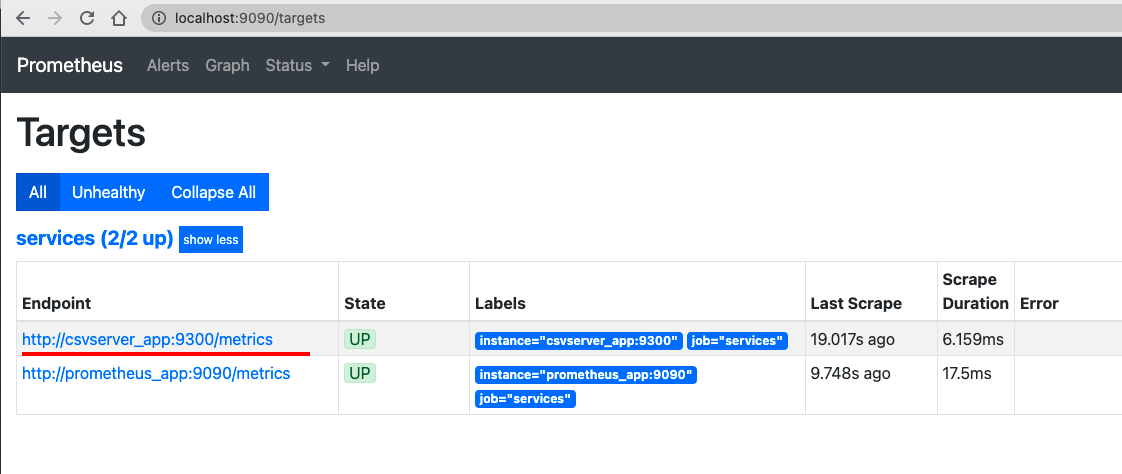 localhost:9090/targets
Prometheus Alerts Graph Status Help
Targets
All Unhealthy Collapse All
services (2/2 up) show less
Endpoint State Labels Last Scrape Scrape Duration Error
http://csvserver_app:9300/metrics UP instance="csvserver_app:9300" job="services" 19.017s ago 6.159ms
http://prometheus_app:9090/metrics UP instance="prometheus_app:9090" 9.748s ago 17.5ms
job="services"